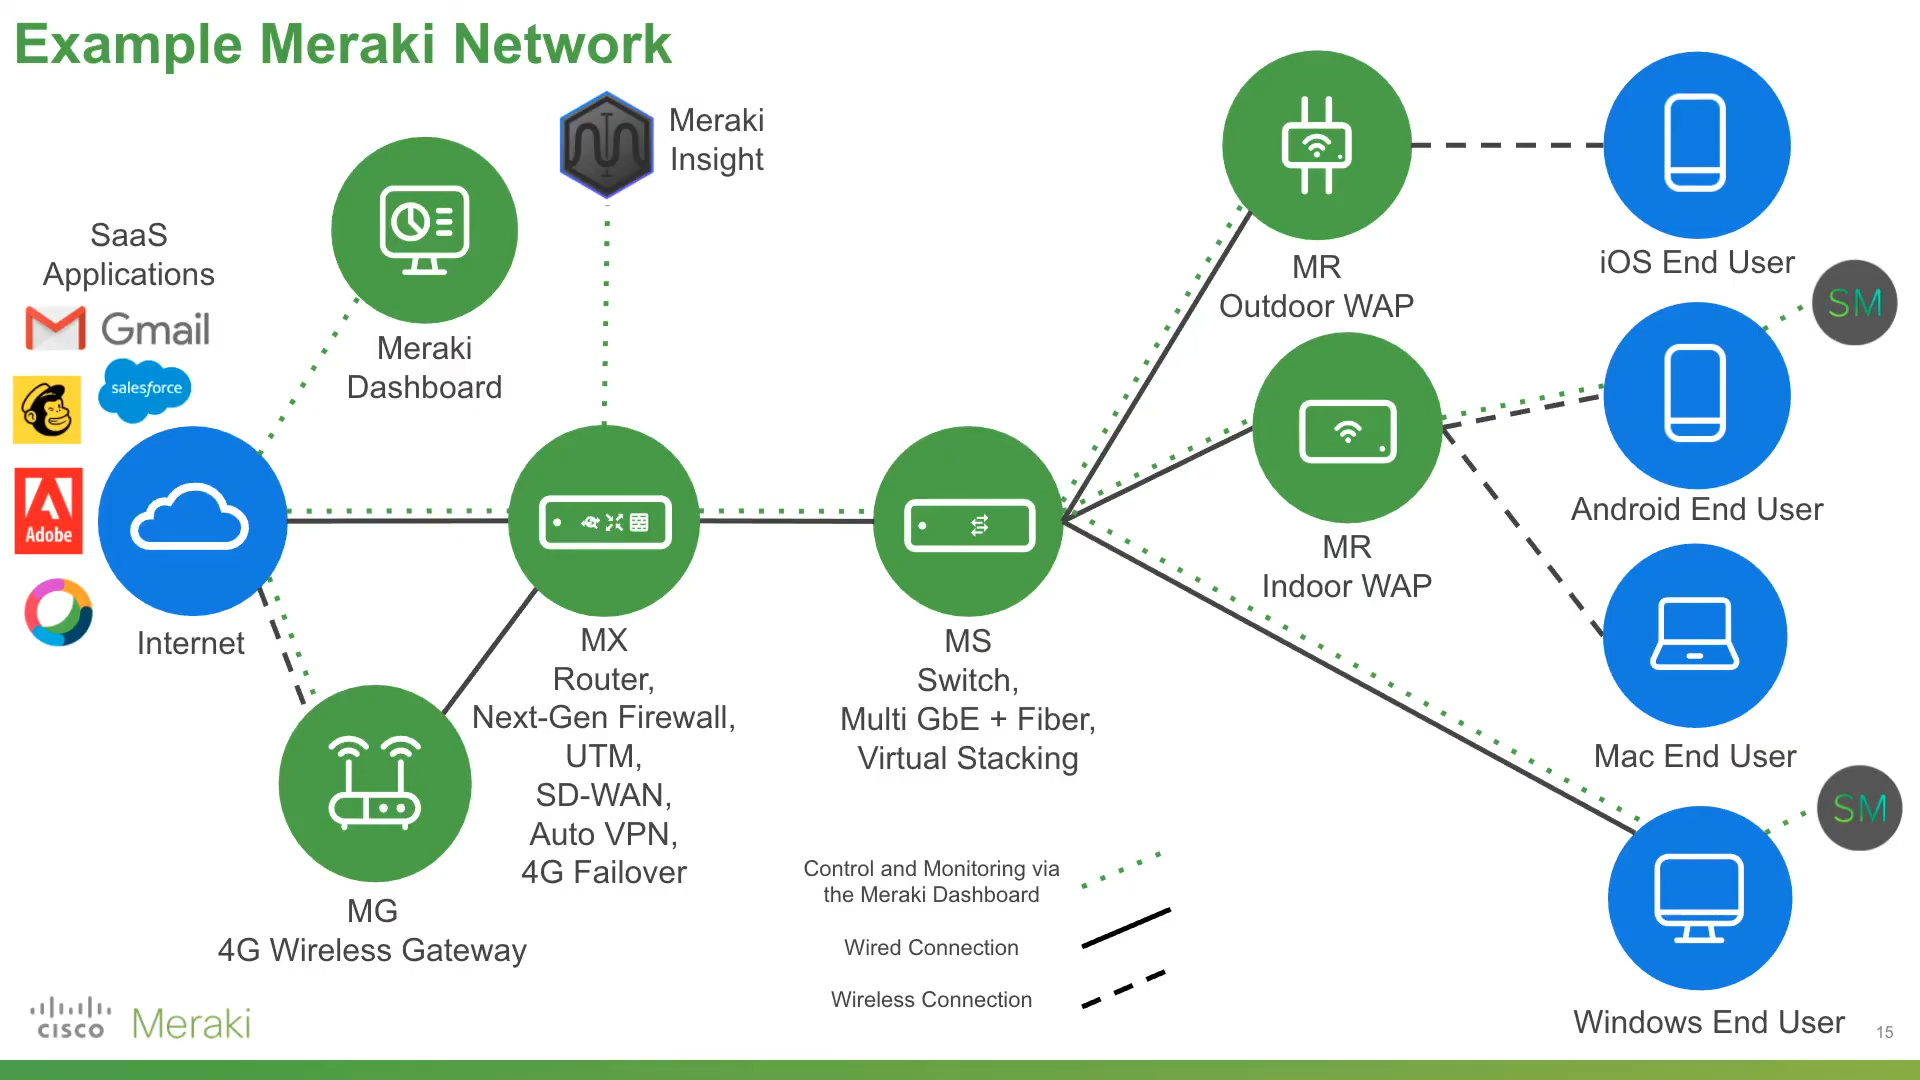 Example Meraki Network
Meraki
Insight
SaaS
Applications
Gmail
salesforce
Adobe
Internet
Meraki
Dashboard
MG
4G Wireless Gateway
MX
Router,
Next-Gen Firewall,
UTM,
SD-WAN,
Auto VPN,
4G Failover
MS
Switch,
Multi GbE + Fiber,
Virtual Stacking
MR
Outdoor WAP
MR
Indoor WAP
iOS End User
SM
Android End User
Mac End User
SM
Windows End User
Control and Monitoring via
the Meraki Dashboard
Wired Connection
Wireless Connection
CISCO Meraki
15